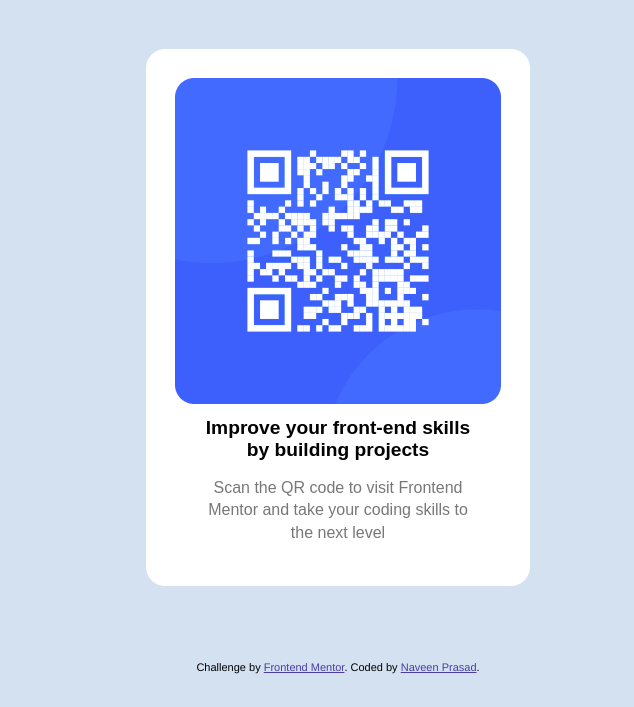 Improve your front-end skills
by building projects
Scan the QR code to visit Frontend
Mentor and take your coding skills to
the next level
Challenge by Frontend Mentor. Coded by Naveen Prasad.